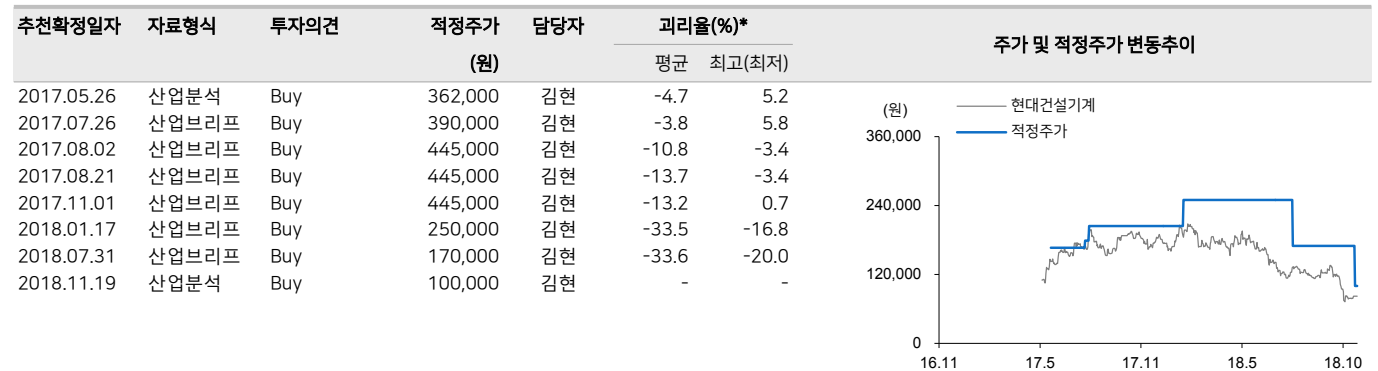 추천확정일자 자료형식 투자의견 적정주가 담당자 괴리율(%)* 주가 및 적정주가 변동추이
(원) 평균 최고(최저)
2017.05.26 산업분석 Buy 362,000 김현 -4.7 5.2
2017.07.26 산업브리프 Buy 390,000 김현 -3.8 5.8
2017.08.02 산업브리프 Buy 445,000 김현 -10.8 -3.4
2017.08.21 산업브리프 Buy 445,000 김현 -13.7 -3.4
2017.11.01 산업브리프 Buy 445,000 김현 -13.2 0.7
2018.01.17 산업브리프 Buy 250,000 김현 -33.5 -16.8
2018.07.31 산업브리프 Buy 170,000 김현 -33.6 -20.0
2018.11.19 산업분석 Buy 100,000 김현 - -
(원)
현대건설기계
적정주가
360,000
240,000
120,000
0
16.11 17.5 17.11 18.5 18.10